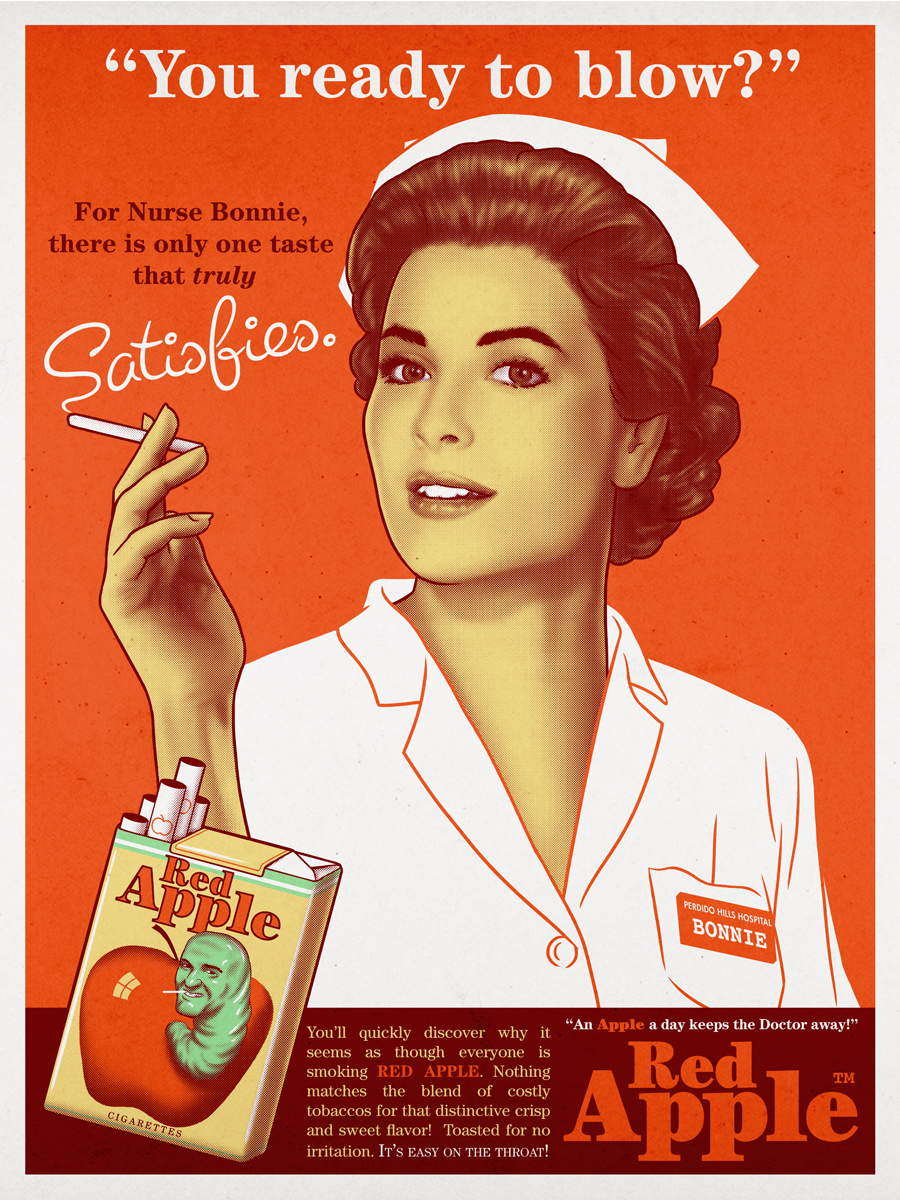 “You ready to blow?”
For Nurse Bonnie,
there is only one taste
that truly
Satisfies.
Red
Apple
CIGARETTES
PERDIDO HILLS HOSPITAL
BONNIE
You'll quickly discover why it
seems as though everyone is
smoking RED APPLE. Nothing
matches the blend of costly
tobaccos for that distinctive crisp
and sweet flavor! Toasted for no
irritation. IT'S EASY ON THE THROAT!
“An Apple a day keeps the Doctor away!”
Red
Apple™